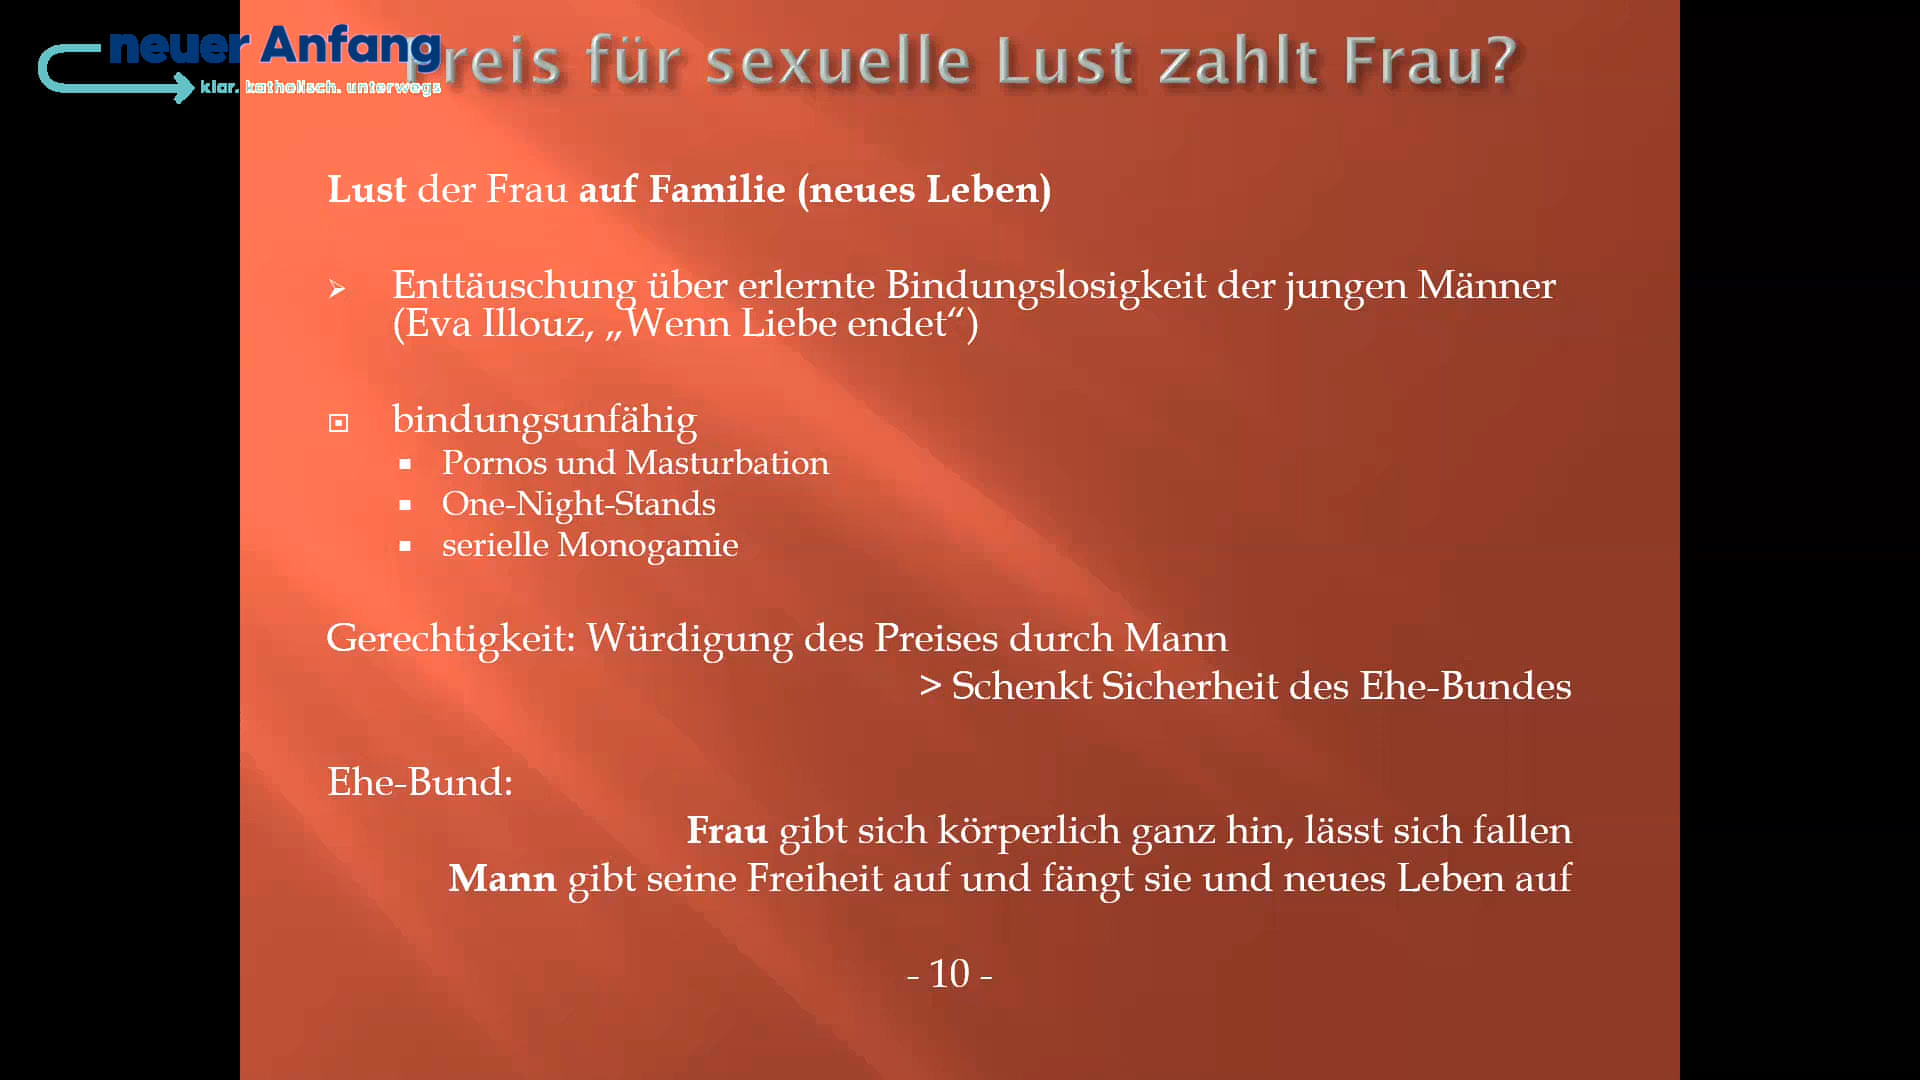 neuer Anfang
klar. katholisch. unterwegs
Preis für sexuelle Lust zahlt Frau?
Lust der Frau auf Familie (neues Leben)
Enttäuschung über erlernte Bindungslosigkeit der jungen Männer
(Eva Illouz, „Wenn Liebe endet“)
bindungsunfähig
Pornos und Masturbation
One-Night-Stands
serielle Monogamie
Gerechtigkeit: Würdigung des Preises durch Mann
> Schenkt Sicherheit des Ehe-Bundes
Ehe-Bund:
Frau gibt sich körperlich ganz hin, lässt sich fallen
Mann gibt seine Freiheit auf und fängt sie und neues Leben auf
- 10 -